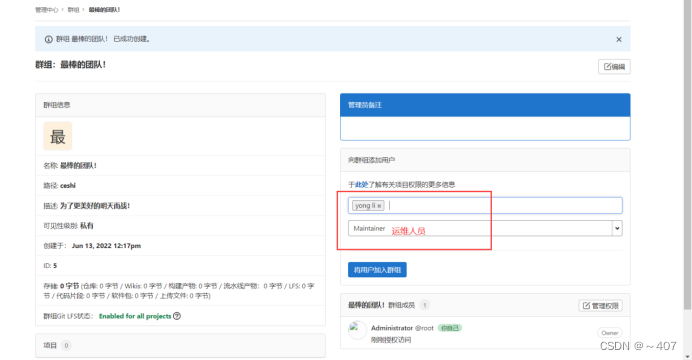 管理中心 › 群组 › 最棒的团队!
群组 最棒的团队! 已成功创建。
群组: 最棒的团队!
编辑
群组信息
最
名称: 最棒的团队!
路径: ceshi
描述: 为了更美好的明天而战!
可见性级别: 私有
创建于: Jun 13, 2022 12:17pm
ID: 5
存储: 0 字节 (仓库: 0 字节 / Wikis: 0 字节 / 构建产物: 0 字节 / 流水线产物: 0 字节 / LFS: 0 字
节 / 代码片段: 0 字节 / 软件包: 0 字节 / 上传文件: 0 字节)
群组Git LFS状态: Enabled for all projects
项目 0
管理员备注
向群组添加用户
于此处了解有关项目权限的更多信息
yong li ×
Maintainer 运维人员
将用户加入群组
最棒的团队! 群组成员 1
管理权限
Administrator @root 你自己
刚刚授权访问
Owner
CSDN @～407